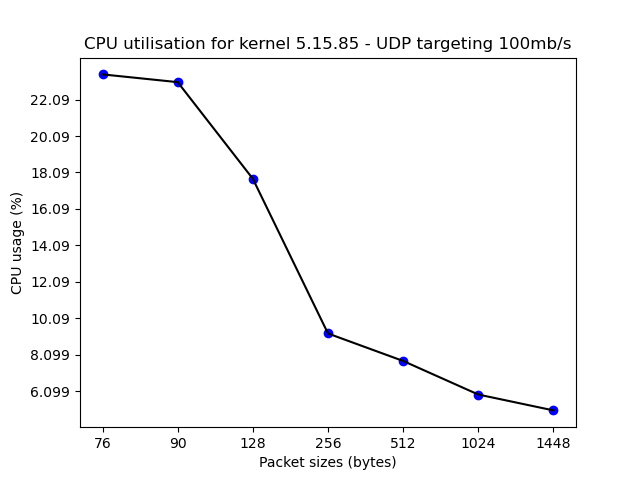 CPU utilisation for kernel 5.15.85 - UDP targeting 100mb/s
22.09
20.09
18.09
16.09
14.09
12.09
10.09
8.099
6.099
CPU usage (%)
76 90 128 256 512 1024 1448
Packet sizes (bytes)